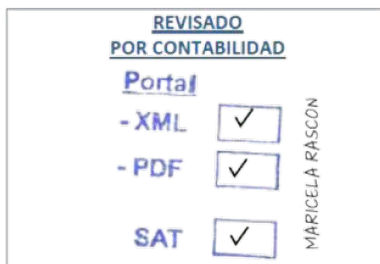 REVISADO
POR CONTABILIDAD
Portal
- XML ✓
- PDF ✓
SAT ✓
MARICELA RASCON